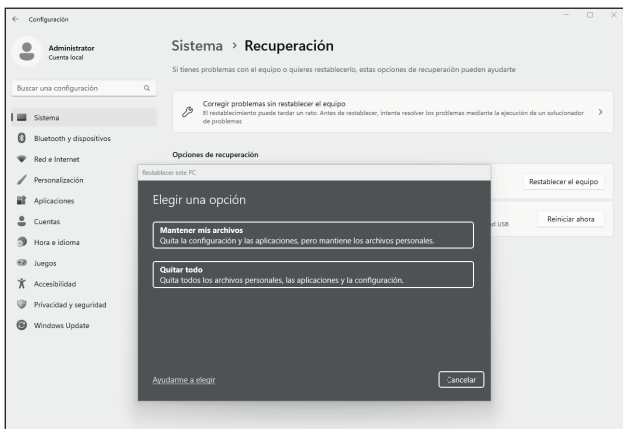 Configuración
Administrator
Cuenta local
Buscar una configuración
Sistema
Bluetooth y dispositivos
Red e Internet
Personalización
Aplicaciones
Cuentas
Hora e idioma
Juegos
Accesibilidad
Privacidad y seguridad
Windows Update
Sistema > Recuperación
Si tienes problemas con el equipo o quieres restablecerlo, estas opciones de recuperación pueden ayudarte
Corregir problemas sin restablecer el equipo
El restablecimiento puede tardar un rato. Antes de restablecer, intenta resolver los problemas mediante la ejecución de un solucionador
de problemas
Opciones de recuperación
Restablecer el equipo
USB
Reiniciar ahora
Restablecer este PC
Elegir una opción
Mantener mis archivos
Quita la configuración y las aplicaciones, pero mantiene los archivos personales.
Quitar todo
Quita todos los archivos personales, las aplicaciones y la configuración.
Ayudarme a elegir
Cancelar